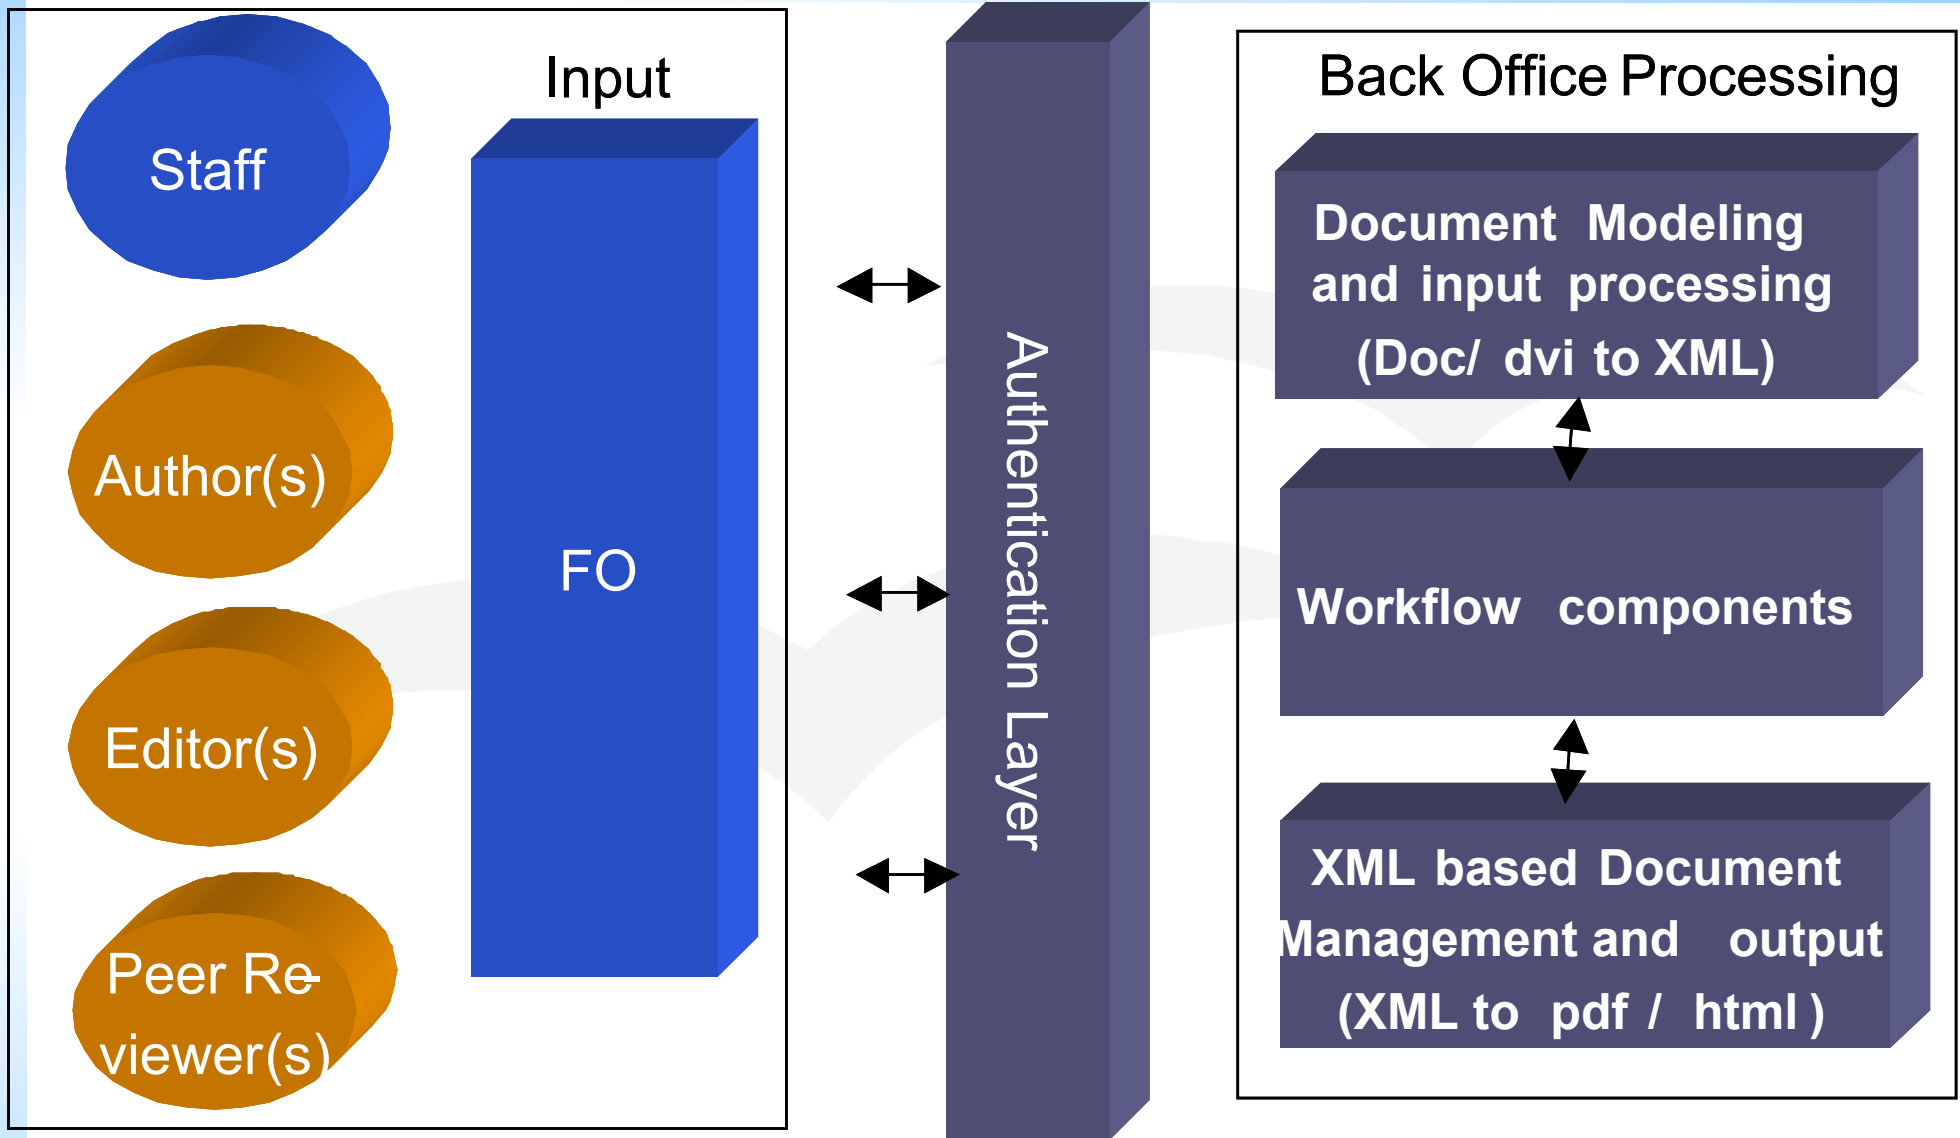 Input
Staff
Author(s)
Editor(s)
Peer Re-
viewer(s)
FO
Authentication Layer
Back Office Processing
Document Modeling
and input processing
(Doc/ dvi to XML)
Workflow components
XML based Document
Management and output
(XML to pdf / html )